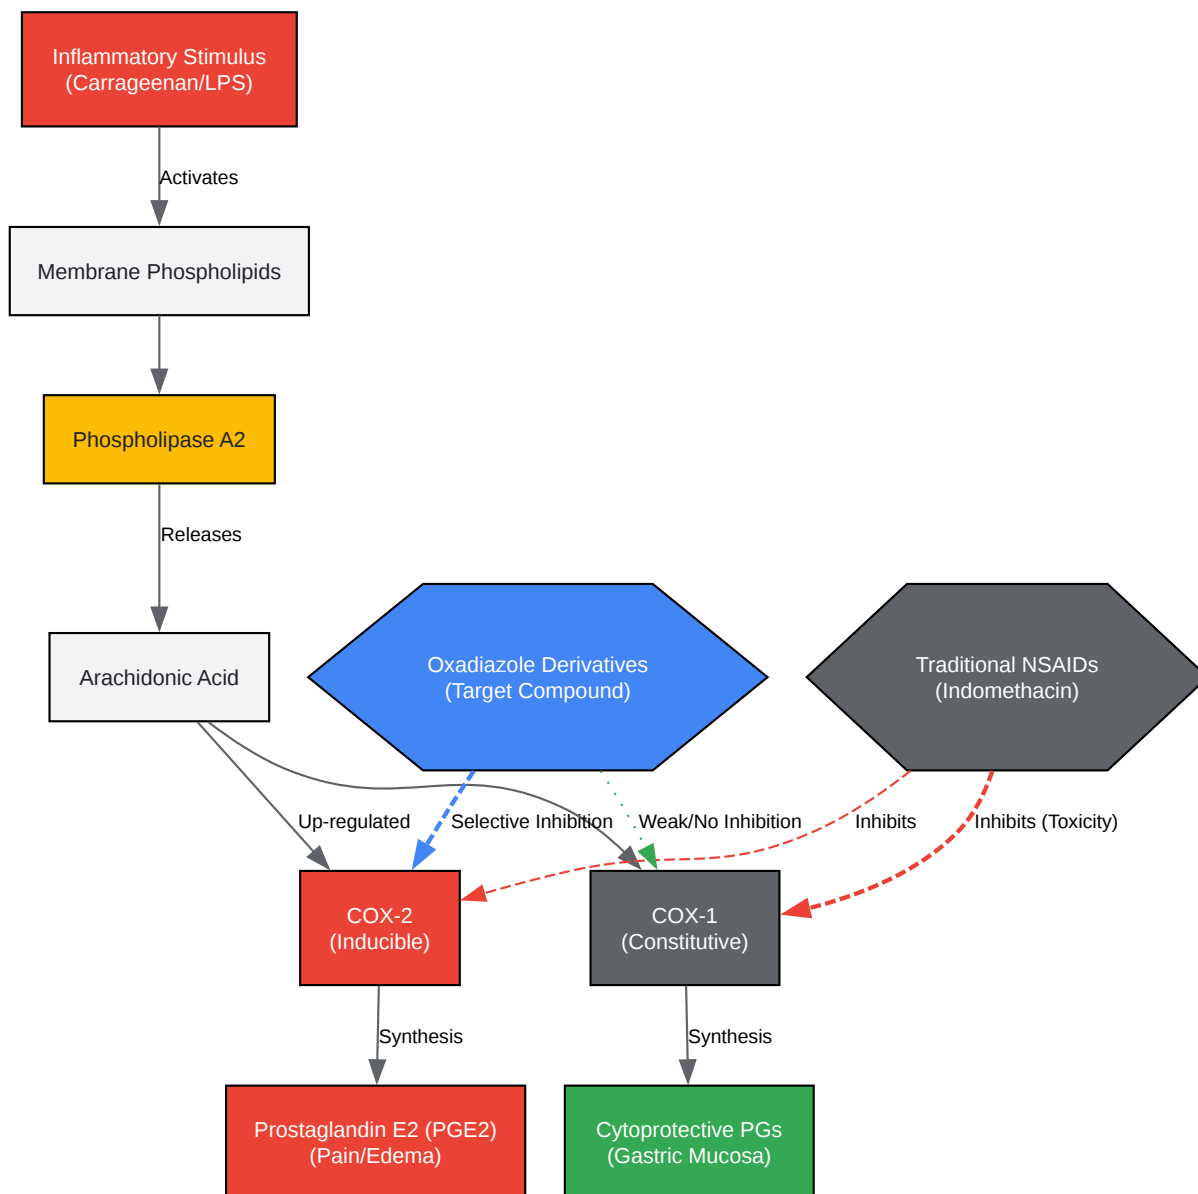 Inflammatory Stimulus
(Carrageenan/LPS)
Activates
Membrane Phospholipids
Phospholipase A2
Releases
Arachidonic Acid
Oxadiazole Derivatives
(Target Compound)
Traditional NSAIDs
(Indomethacin)
Up-regulated
Selective Inhibition
Weak/No Inhibition
Inhibits
Inhibits (Toxicity)
COX-2
(Inducible)
COX-1
(Constitutive)
Synthesis
Synthesis
Prostaglandin E2 (PGE2)
(Pain/Edema)
Cytoprotective PGs
(Gastric Mucosa)